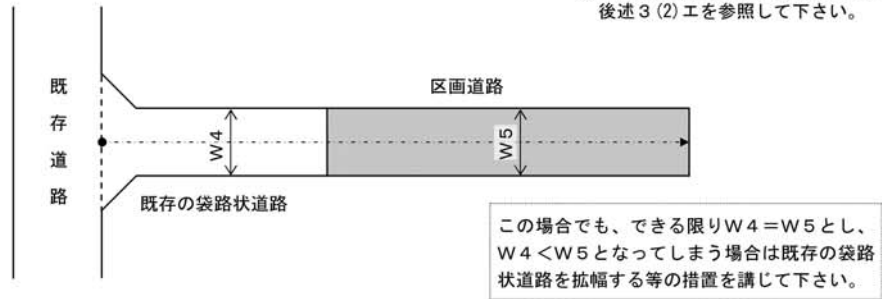 後述3(2)エを参照して下さい。
既存道路
区画道路
W4
W5
既存の袋路状道路
この場合でも、できる限りW4=W5とし、
W4<W5となってしまう場合は既存の袋路
状道路を拡幅する等の措置を講じて下さい。